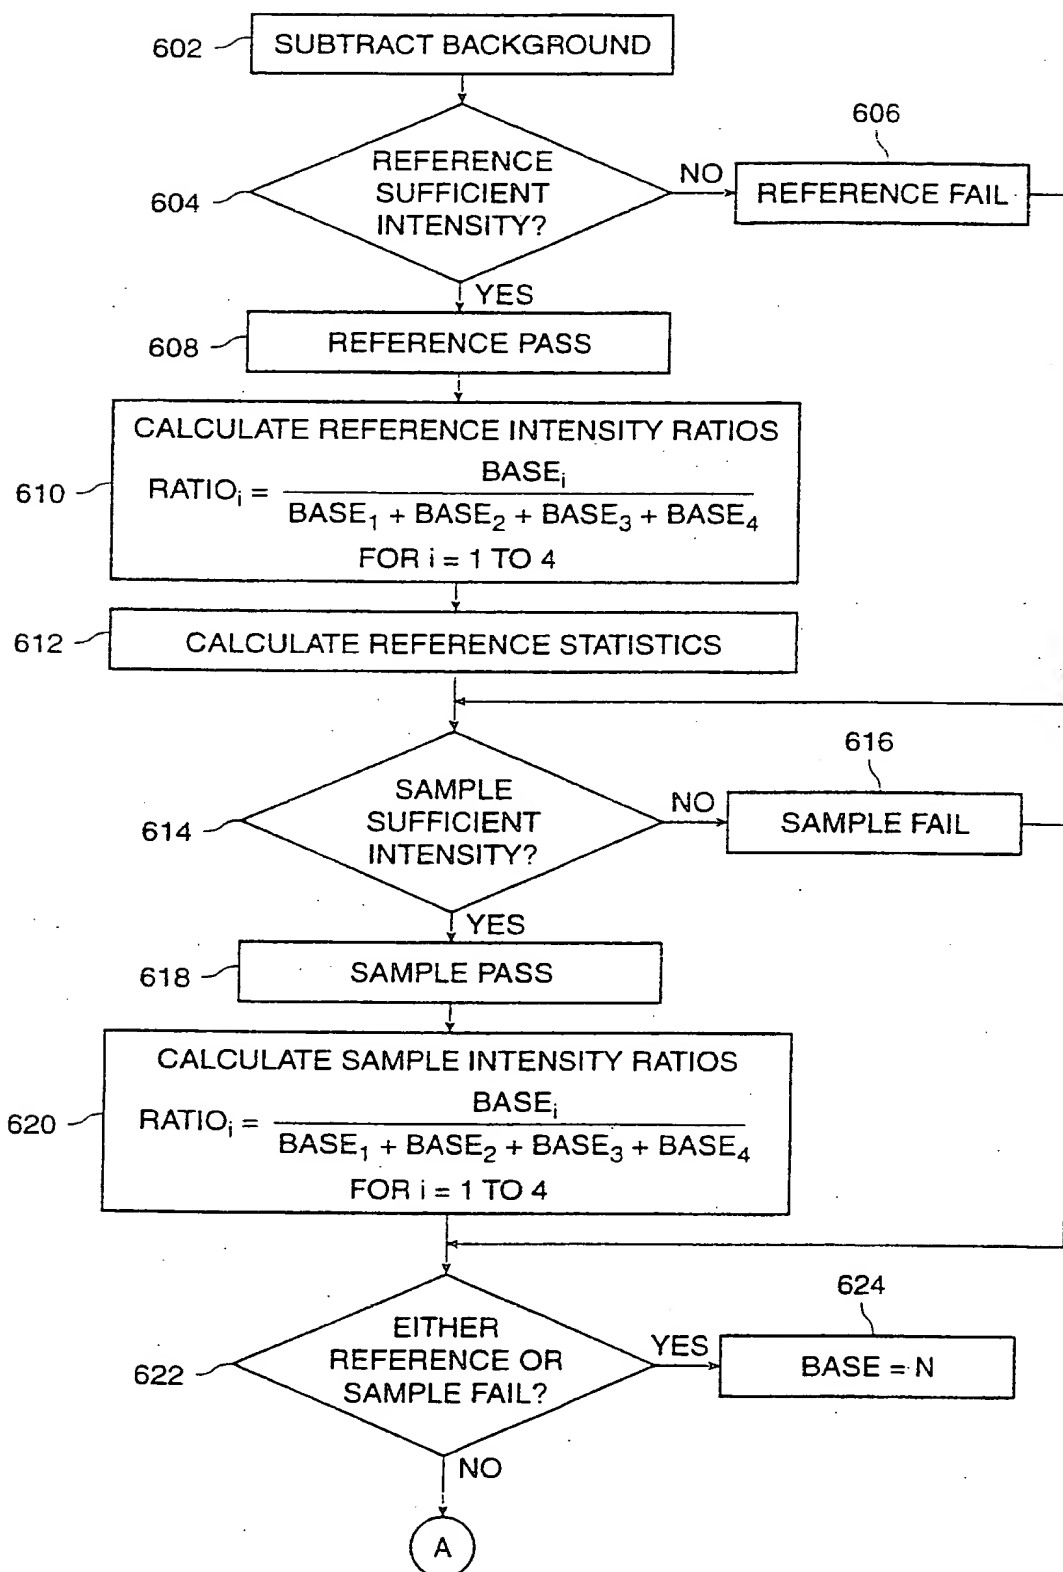 602
SUBTRACT BACKGROUND
606
604
REFERENCE
SUFFICIENT
INTENSITY?
NO
REFERENCE FAIL
YES
608
REFERENCE PASS
610
CALCULATE REFERENCE INTENSITY RATIOS
RATIOᵢ = BASEᵢ / BASE₁ + BASE₂ + BASE₃ + BASE₄
FOR i = 1 TO 4
612
CALCULATE REFERENCE STATISTICS
616
614
SAMPLE
SUFFICIENT
INTENSITY?
NO
SAMPLE FAIL
YES
618
SAMPLE PASS
620
CALCULATE SAMPLE INTENSITY RATIOS
RATIOᵢ = BASEᵢ / BASE₁ + BASE₂ + BASE₃ + BASE₄
FOR i = 1 TO 4
624
622
EITHER
REFERENCE OR
SAMPLE FAIL?
YES
BASE = N
NO
A